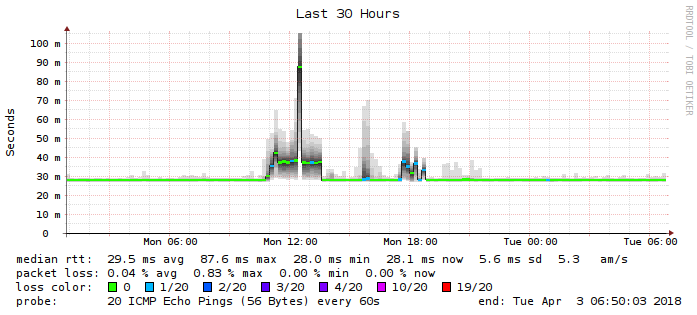 Last 30 Hours
RRDTOOL / TOBI OETIKER
Seconds
100 m
90 m
80 m
70 m
60 m
50 m
40 m
30 m
20 m
10 m
0
Mon 06:00 Mon 12:00 Mon 18:00 Tue 00:00 Tue 06:00
median rtt: 29.5 ms avg 87.6 ms max 28.0 ms min 28.1 ms now 5.6 ms sd 5.3 am/s
packet loss: 0.04 % avg 0.83 % max 0.00 % min 0.00 % now
loss color: 0 1/20 2/20 3/20 4/20 10/20 19/20
probe: 20 ICMP Echo Pings (56 Bytes) every 60s end: Tue Apr 3 06:50:03 2018